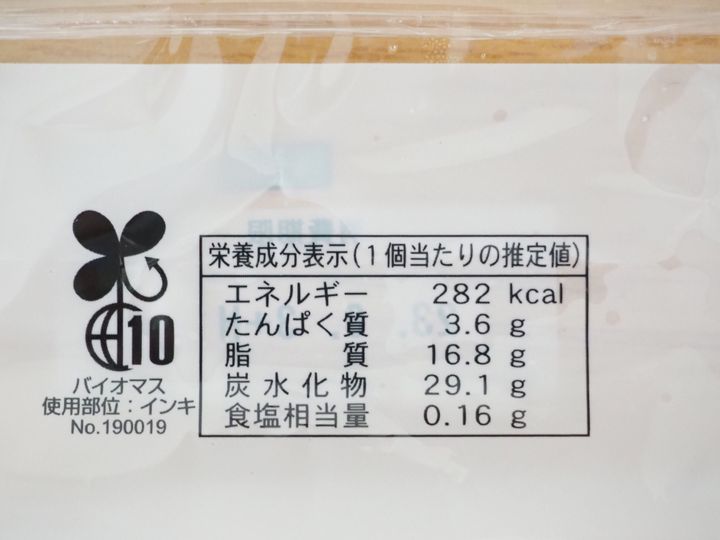 栄養成分表示(1個当たりの推定値)
エネルギー 282 kcal
たんぱく質 3.6 g
脂質 16.8 g
炭水化物 29.1 g
食塩相当量 0.16 g
10
バイオマス
使用部位:インキ
No.190019